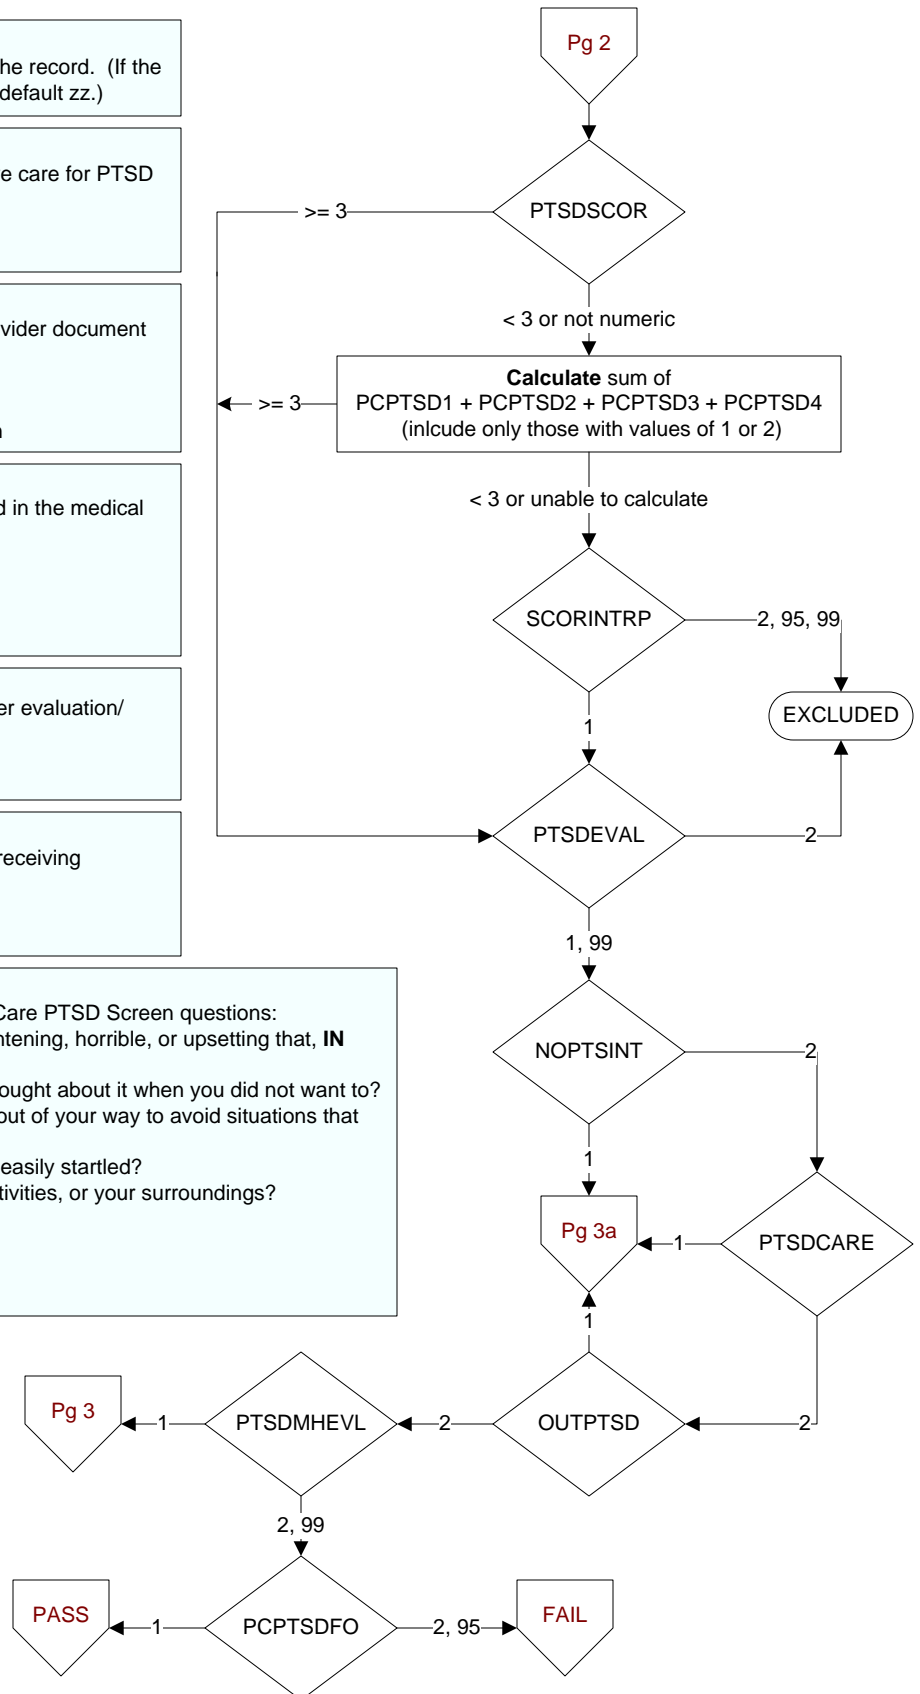 he record.  (If the
default zz.)
e care for PTSD
vider document
n
d in the medical
er evaluation/
receiving
Care PTSD Screen questions:
ntening, horrible, or upsetting that, IN
ought about it when you did not want to?
out of your way to avoid situations that
easily startled?
tivities, or your surroundings?
Pg 2
PTSDSCOR
>= 3
< 3 or not numeric
Calculate sum of
PCPTSD1 + PCPTSD2 + PCPTSD3 + PCPTSD4
(inlcude only those with values of 1 or 2)
>= 3
< 3 or unable to calculate
SCORINTRP
2, 95, 99
EXCLUDED
1
PTSDEVAL
2
1, 99
NOPTSINT
2
1
Pg 3a
1
PTSDCARE
1
2
OUTPTSD
2
PTSDMHEVL
1
Pg 3
2, 99
PCPTSDFO
1
PASS
2, 95
FAIL